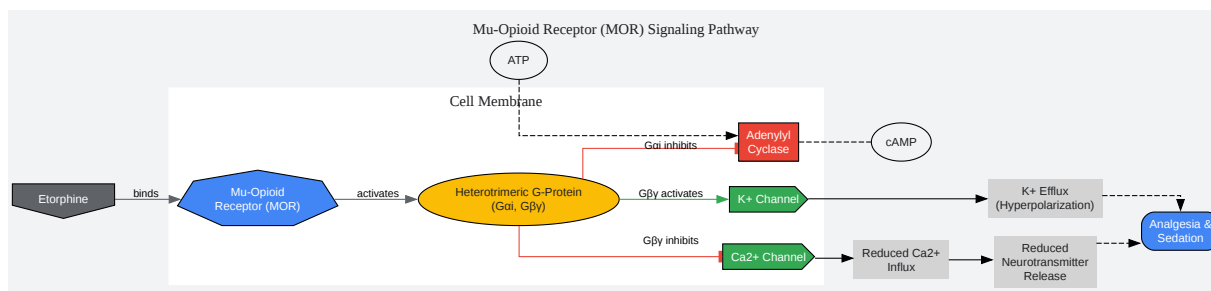 Mu-Opioid Receptor (MOR) Signaling Pathway
ATP
Cell Membrane
Adenylyl
Cyclase
cAMP
Gαi inhibits
Etorphine
binds
Mu-Opioid
Receptor (MOR)
activates
Heterotrimeric G-Protein
(Gαi, Gβγ)
Gβγ activates
K+ Channel
K+ Efflux
(Hyperpolarization)
Analgesia &
Sedation
Gβγ inhibits
Ca2+ Channel
Reduced Ca2+
Influx
Reduced
Neurotransmitter
Release